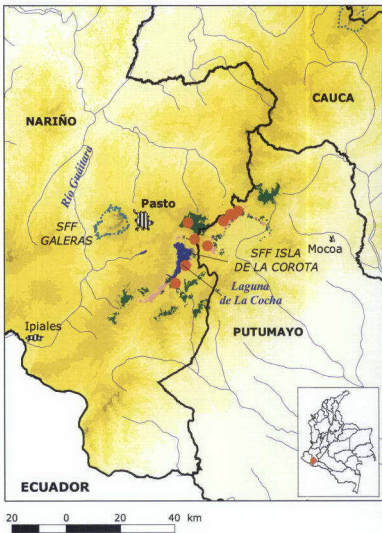 CAUCA
NARIÑO
Río Guáitara
Pasto
SFF
GALERAS
SFF ISLA
DE LA COROTA
Mocoa
Laguna
de La Cocha
Ipiales
PUTUMAYO
ECUADOR
20 0 20 40 km